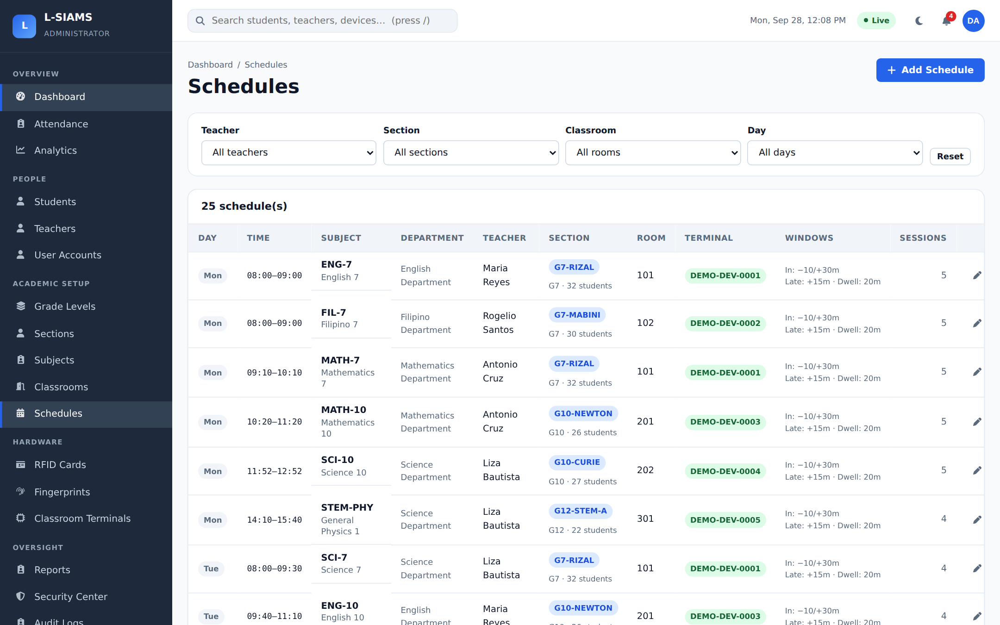 L
L-SIAMS
ADMINISTRATOR
OVERVIEW
Dashboard
Attendance
Analytics
PEOPLE
Students
Teachers
User Accounts
ACADEMIC SETUP
Grade Levels
Sections
Subjects
Classrooms
Schedules
HARDWARE
RFID Cards
Fingerprints
Classroom Terminals
OVERSIGHT
Reports
Security Center
Audit Logs
Search students, teachers, devices... (press /)
Mon, Sep 28, 12:08 PM
Live
4
DA
Dashboard / Schedules
Schedules
Add Schedule
Teacher Section Classroom Day
All teachers All sections All rooms All days Reset
25 schedule(s)
DAY TIME SUBJECT DEPARTMENT TEACHER SECTION ROOM TERMINAL WINDOWS SESSIONS
Mon 08:00–09:00 ENG-7 English 7 English Department Maria Reyes G7-RIZAL G7 · 32 students 101 DEMO-DEV-0001 In: −10/+30m Late: +15m · Dwell: 20m 5
Mon 08:00–09:00 FIL-7 Filipino 7 Filipino Department Rogelio Santos G7-MABINI G7 · 30 students 102 DEMO-DEV-0002 In: −10/+30m Late: +15m · Dwell: 20m 5
Mon 09:10–10:10 MATH-7 Mathematics 7 Mathematics Department Antonio Cruz G7-RIZAL G7 · 32 students 101 DEMO-DEV-0001 In: −10/+30m Late: +15m · Dwell: 20m 5
Mon 10:20–11:20 MATH-10 Mathematics 10 Mathematics Department Antonio Cruz G10-NEWTON G10 · 26 students 201 DEMO-DEV-0003 In: −10/+30m Late: +15m · Dwell: 20m 5
Mon 11:52–12:52 SCI-10 Science 10 Science Department Liza Bautista G10-CURIE G10 · 27 students 202 DEMO-DEV-0004 In: −10/+30m Late: +15m · Dwell: 20m 5
Mon 14:10–15:40 STEM-PHY General Physics 1 Science Department Liza Bautista G12-STEM-A G12 · 22 students 301 DEMO-DEV-0005 In: −10/+30m Late: +15m · Dwell: 20m 4
Tue 08:00–09:30 SCI-7 Science 7 Science Department Liza Bautista G7-RIZAL G7 · 32 students 101 DEMO-DEV-0001 In: −10/+30m Late: +15m · Dwell: 20m 4
Tue 09:40–11:10 ENG-10 English 10 English Department Maria Reyes G10-NEWTON 201 DEMO-DEV-0003 In: −10/+30m Late: +15m · Dwell: 20m 4